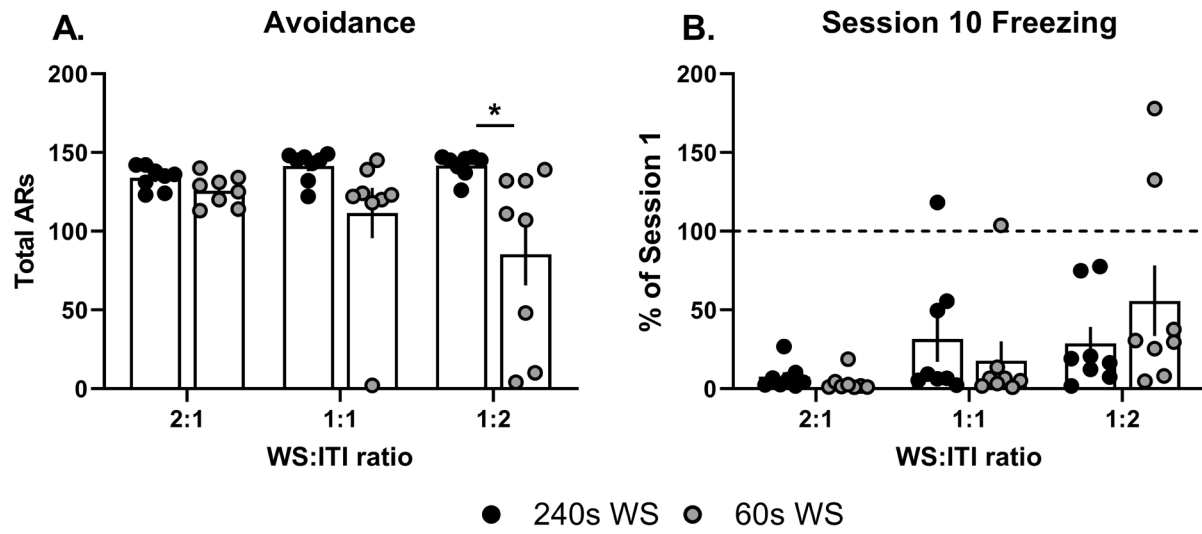 A. Avoidance
Total ARs
200
150
100
50
0
*
2:1 1:1 1:2
WS:ITI ratio
B. Session 10 Freezing
% of Session 1
200
150
100
50
0
2:1 1:1 1:2
WS:ITI ratio
240s WS 60s WS